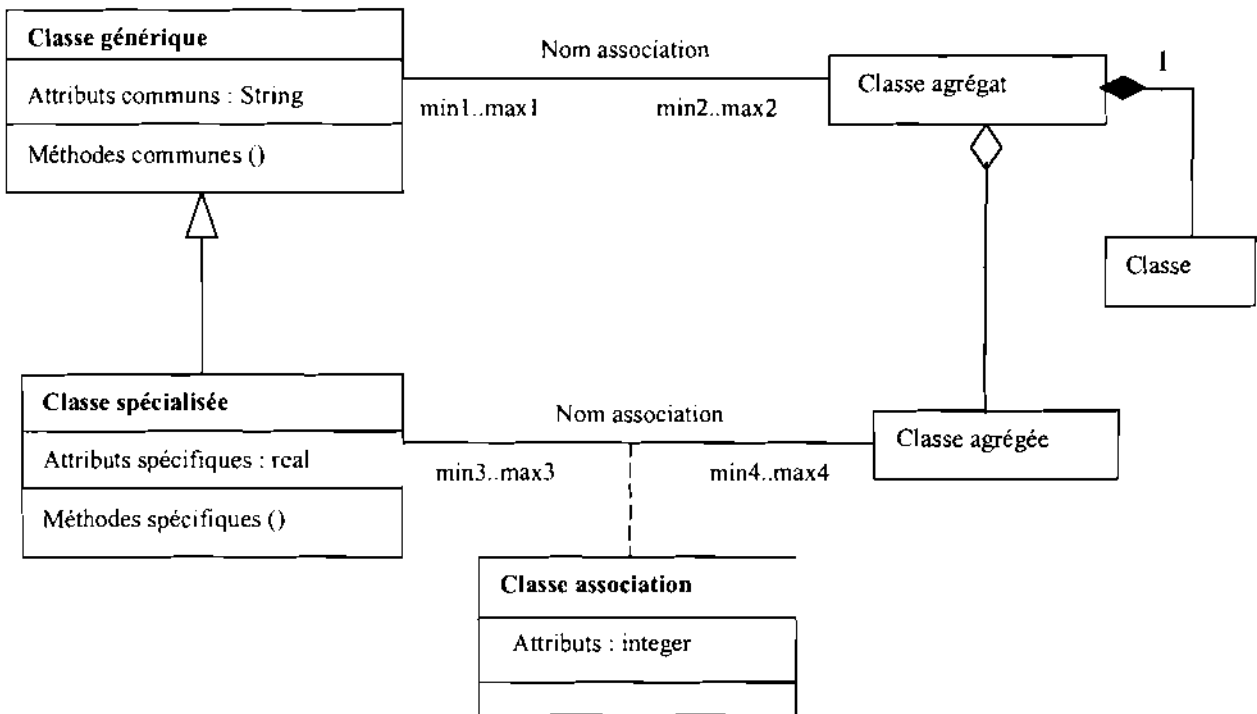 Classe générique
Attributs communs : String
Méthodes communes ()
Nom association
min1..max1
min2..max2
Classe agrégat
1
Classe
Classe spécialisée
Attributs spécifiques : real
Méthodes spécifiques ()
Nom association
min3..max3
min4..max4
Classe agrégée
Classe association
Attributs : integer